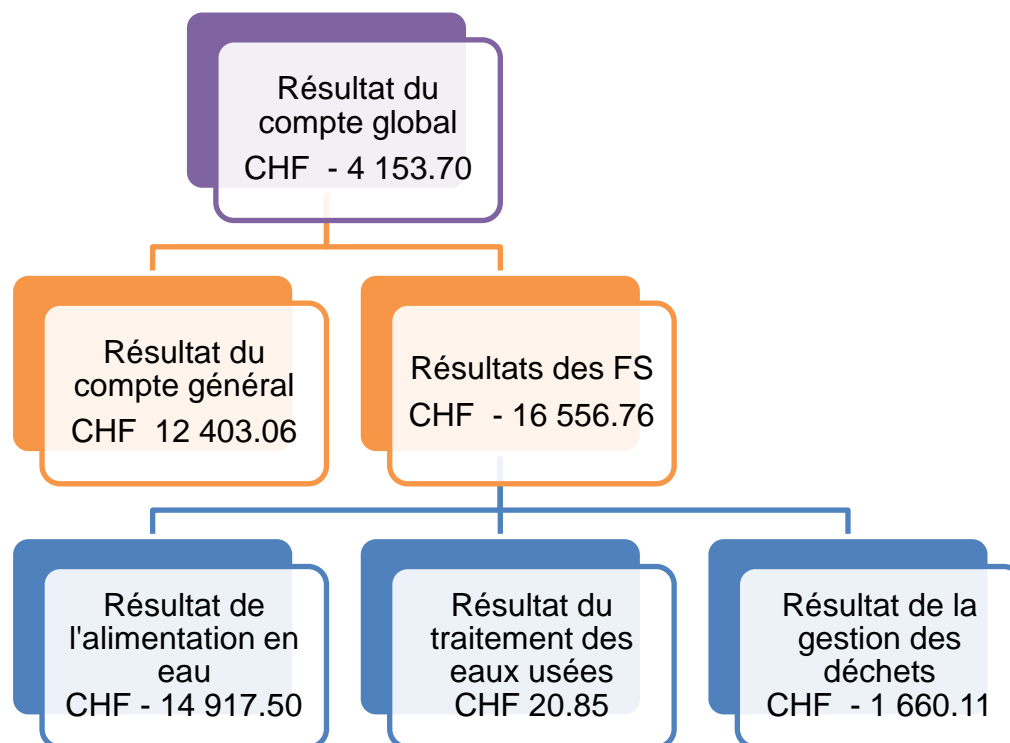 Résultat du
compte global
CHF - 4 153.70
Résultat du
compte général
CHF 12 403.06
Résultats des FS
CHF - 16 556.76
Résultat de
l'alimentation en
eau
CHF - 14 917.50
Résultat du
traitement des
eaux usées
CHF 20.85
Résultat de la
gestion des
déchets
CHF - 1 660.11